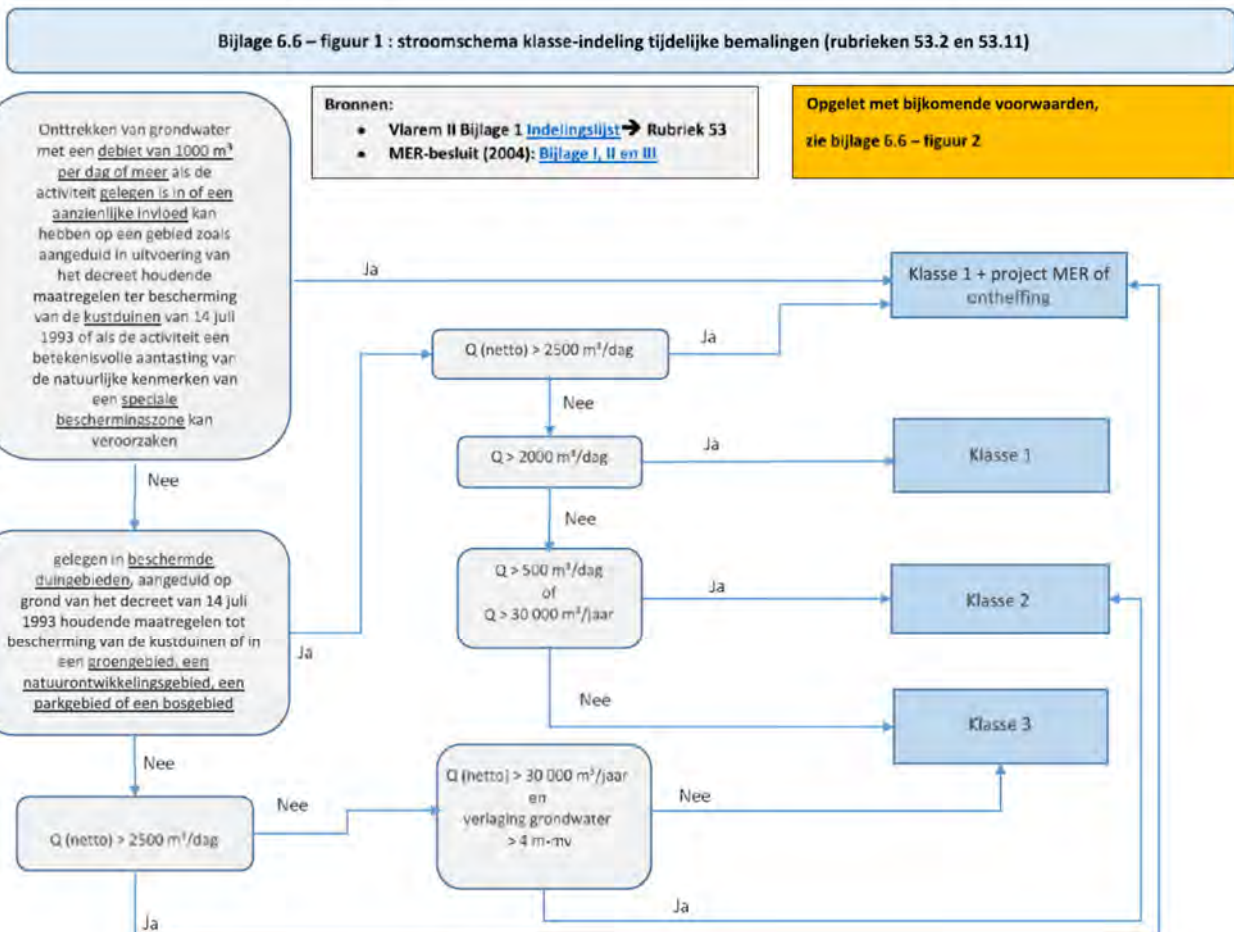 Bijlage 6.6 – figuur 1 : stroomschema klasse-indeling tijdelijke bemalingen (rubrieken 53.2 en 53.11)
Bronnen:
• Vlarem II Bijlage 1 Indelingslijst➔ Rubriek 53
• MER-besluit (2004): Bijlage I, II en III
Opgelet met bijkomende voorwaarden,
zie bijlage 6.6 – figuur 2
Onttrekken van grondwater
met een debiet van 1000 m³
per dag of meer als de
activiteit gelegen is in of een
aanzienlijke invloed kan
hebben op een gebied zoals
aangeduid in uitvoering van
het decreet houdende
maatregelen ter bescherming
van de kustduinen van 14 juli
1993 of als de activiteit een
betekenisvolle aantasting van
de natuurlijke kenmerken van
een speciale
beschermingszone kan
veroorzaken
Ja
Klasse 1 + project MER of
ontheffing
Q (netto) > 2500 m³/dag
Ja
Nee
Q > 2000 m³/dag
Ja
Klasse 1
Nee
Nee
Q > 500 m³/dag
of
Q > 30 000 m³/jaar
Ja
Klasse 2
gelegen in beschermde
duingebieden, aangeduid op
grond van het decreet van 14 juli
1993 houdende maatregelen tot
bescherming van de kustduinen of in
een groengebied, een
natuurontwikkelingsgebied, een
parkgebied of een bosgebied
Ja
Nee
Klasse 3
Nee
Q (netto) > 2500 m³/dag
Nee
Q (netto) > 30 000 m³/jaar
en
verlaging grondwater
> 4 m-mv
Nee
Ja
Ja